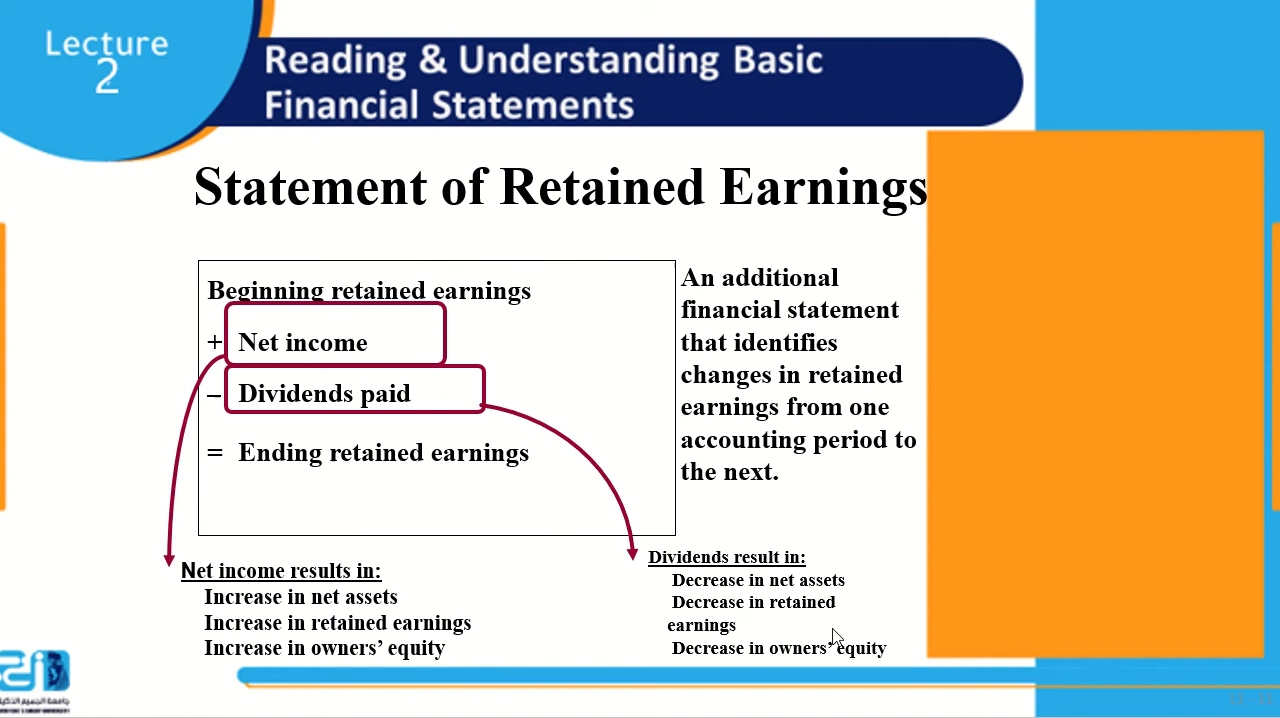 Lecture
2
Reading & Understanding Basic
Financial Statements
Statement of Retained Earnings
Beginning retained earnings
+ Net income
– Dividends paid
= Ending retained earnings
An additional
financial statement
that identifies
changes in retained
earnings from one
accounting period to
the next.
Net income results in:
Increase in net assets
Increase in retained earnings
Increase in owners’ equity
Dividends result in:
Decrease in net assets
Decrease in retained
earnings
Decrease in owners’ equity